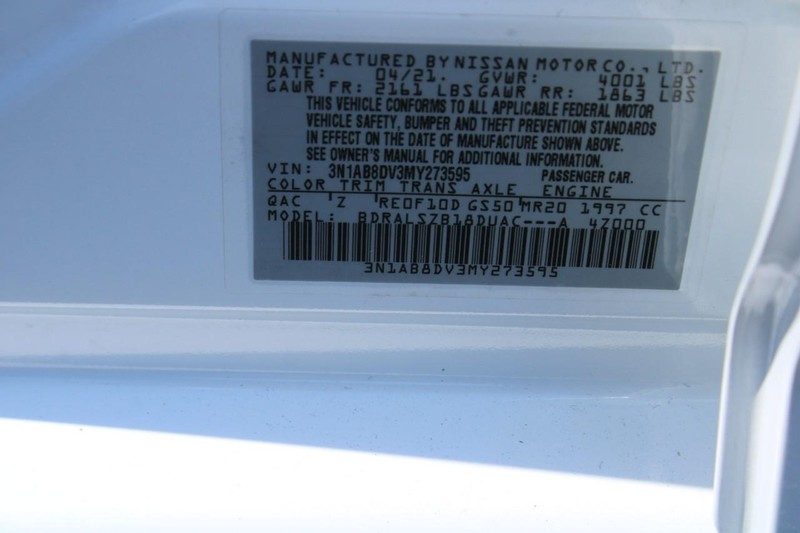 MANUFACTURED BY NISSAN MOTOR CO., LTD.
DATE: 04/21. GVWR: 4001 LBS
GAWR FR: 2161 LBS GAWR RR: 1863 LBS
THIS VEHICLE CONFORMS TO ALL APPLICABLE FEDERAL MOTOR
VEHICLE SAFETY, BUMPER AND THEFT PREVENTION STANDARDS
IN EFFECT ON THE DATE OF MANUFACTURE SHOWN ABOVE.
SEE OWNER'S MANUAL FOR ADDITIONAL INFORMATION.
VIN: 3N1AB8DV3MY273595 PASSENGER CAR.
COLOR TRIM TRANS AXLE ENGINE
QAC Z RE0F10D GS50 MR20 1997 CC
MODEL: BDRALSZB18DUAC---A 4Z000
3N1AB8DV3MY273595